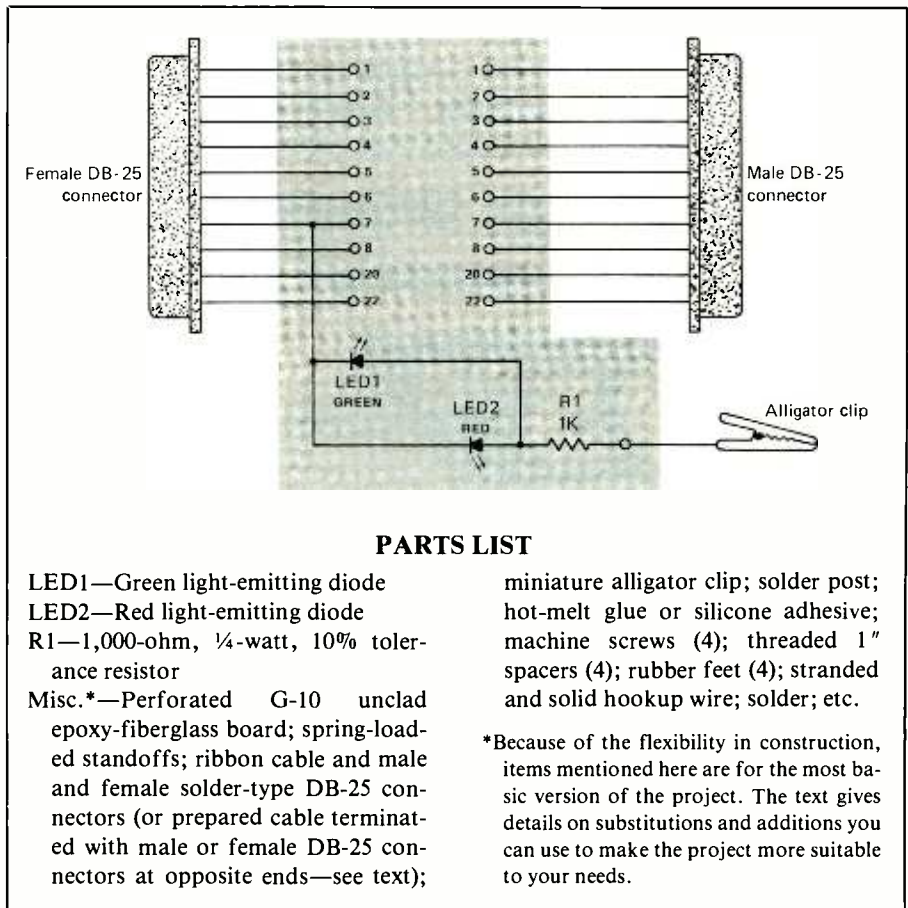 1 1
2 2
3 3
4 4
Female DB-25
connector
5 5
6 6
7 7
8 8
20 20
22 22
Male DB-25
connector
LED1
GREEN
LED2
RED
R1
1K
Alligator clip
PARTS LIST
LED1—Green light-emitting diode
LED2—Red light-emitting diode
R1—1,000-ohm, ¼-watt, 10% toler-
ance resistor
Misc.*—Perforated G-10 unclad
epoxy-fiberglass board; spring-load-
ed standoffs; ribbon cable and male
and female solder-type DB-25 con-
nectors (or prepared cable terminat-
ed with male or female DB-25 con-
nectors at opposite ends—see text);
miniature alligator clip; solder post;
hot-melt glue or silicone adhesive;
machine screws (4); threaded 1"
spacers (4); rubber feet (4); stranded
and solid hookup wire; solder; etc.
*Because of the flexibility in construction,
items mentioned here are for the most ba-
sic version of the project. The text gives
details on substitutions and additions you
can use to make the project more suitable
to your needs.